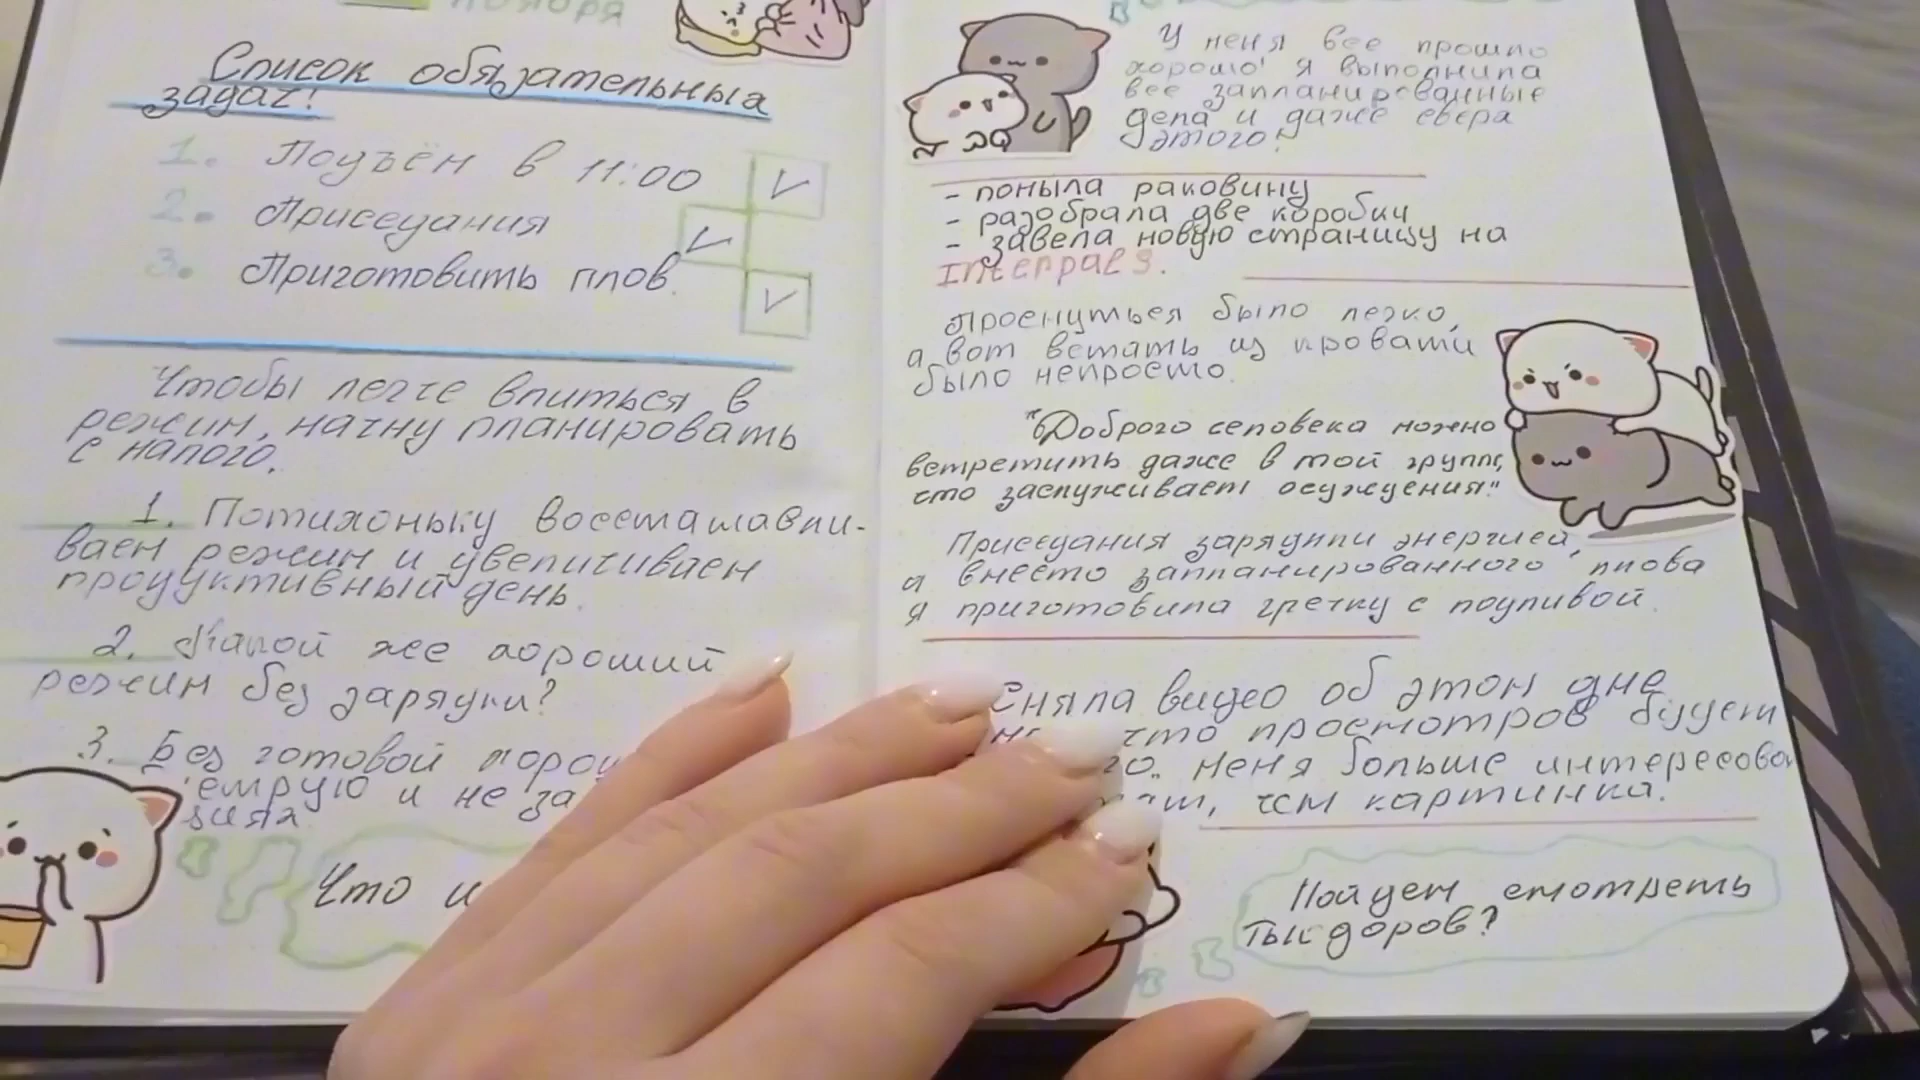 ноября
Список обязательных
задач!
1. Подъём в 11:00
2. Приседания
3. Приготовить плов.
Чтобы легче влиться в
режим, начну планировать
с малого.
1. Потихоньку восстанавли-
ваем режим и увеличиваем
продуктивный день.
2. Какой же хороший
режим без зарядки?
3. Без готовой
и не за
Что
У меня все прошло
хорошо! Я выполнила
все запланированные
дела и даже сверх
этого!
- помыла раковину
- разобрала две коробки
- завела новую страницу на
Interpals.
Проснуться было легко,
а вот встать из кровати
было непросто.
"Доброго человека можно
встретить даже в той группе,
что заслуживает осуждения."
Приседания зарядили энергией,
а вместо запланированного плова
я приготовила гречку с подливой.
Сняла видео об этом дне
что просмотров будет
Меня больше интересовал
чем картинка!
Пойдем смотреть
тык доров?